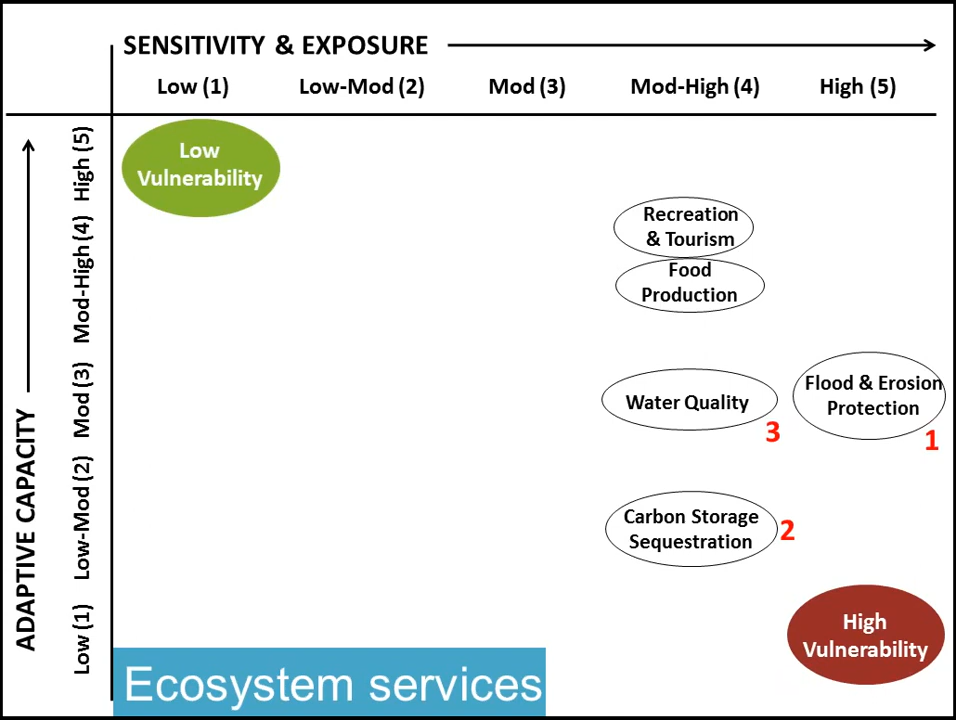 SENSITIVITY & EXPOSURE
Low (1)
Low-Mod (2)
Mod (3)
Mod-High (4)
High (5)
ADAPTIVE CAPACITY
High (5)
Mod-High (4)
Mod (3)
Low-Mod (2)
Low (1)
Low
Vulnerability
Recreation
& Tourism
Food
Production
Water Quality
3
Flood & Erosion
Protection
1
Carbon Storage
Sequestration
2
High
Vulnerability
Ecosystem services